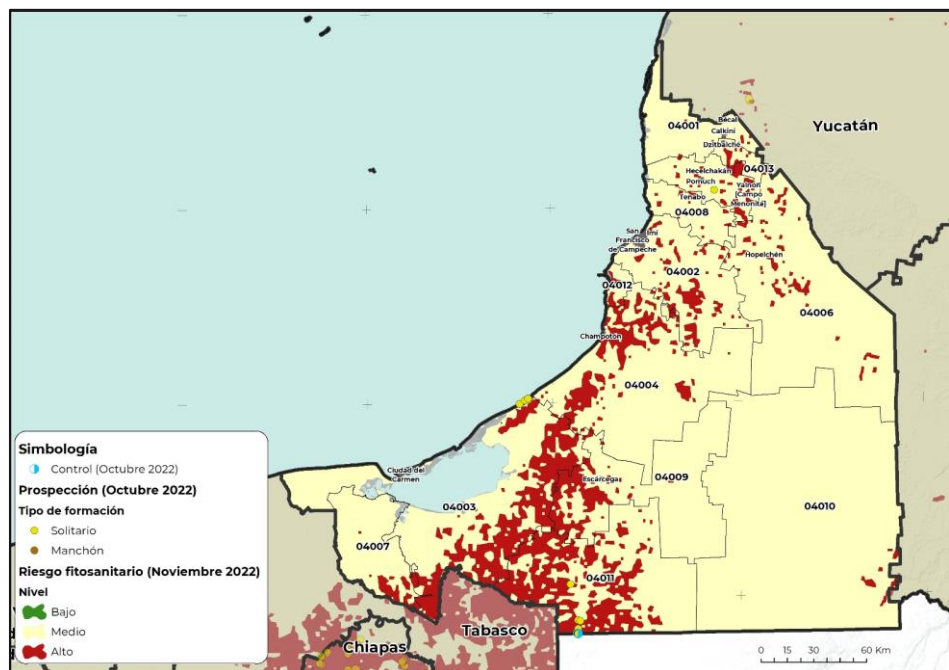 04001
Becal
Calkiní
Dzitbalché
Yucatán
Hecelchakán
04013
Pomuch
Yalnón
[Campo
Menonita]
Tenabo
04008
San
Francisco
de Campeche
Imí
04002
Hopelchén
04012
04006
Champotón
04004
Simbología
Control (Octubre 2022)
Prospección (Octubre 2022)
Tipo de formación
Solitario
Manchón
Riesgo fitosanitario (Noviembre 2022)
Nivel
Bajo
Medio
Alto
Ciudad del
Carmen
Escárcega
04009
04003
04010
04007
04011
Tabasco
Chiapas
0 15 30 60 Km